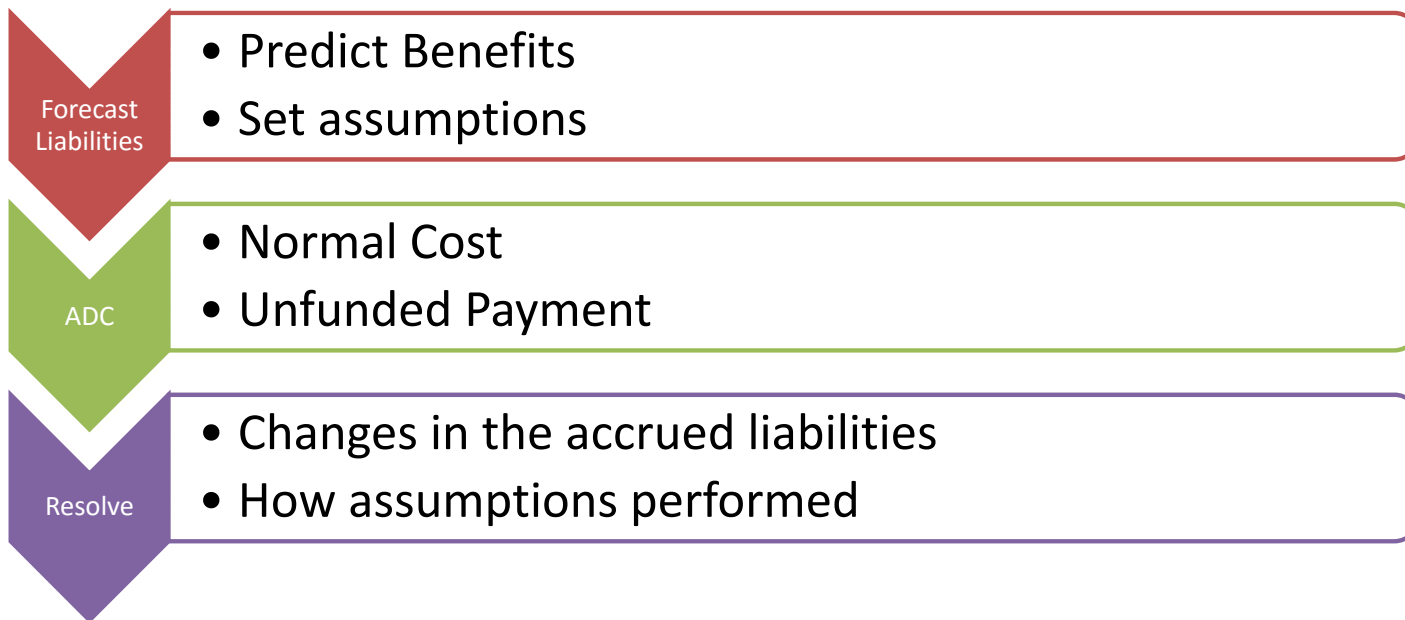 Forecast
Liabilities
• Predict Benefits
• Set assumptions
ADC
• Normal Cost
• Unfunded Payment
Resolve
• Changes in the accrued liabilities
• How assumptions performed